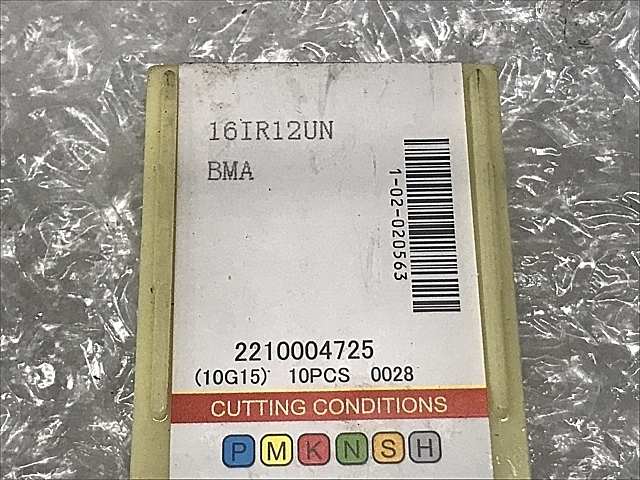 16IR12UN
BMA
1-02-020563
2210004725
(10G15) 10PCS 0028
CUTTING CONDITIONS
P M K N S H